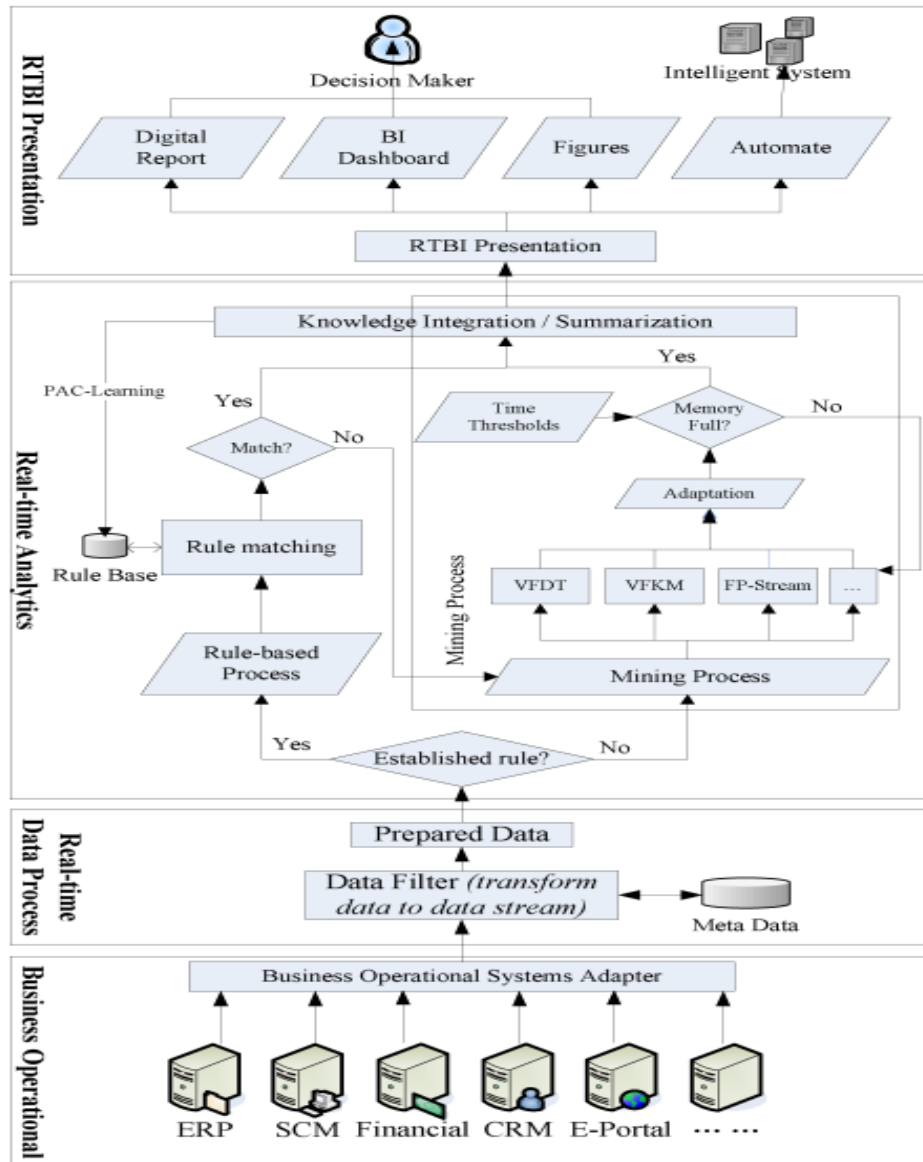 RTBI Presentation
Decision Maker
Intelligent System
Digital
Report
BI
Dashboard
Figures
Automate
RTBI Presentation
Real-time Analytics
Knowledge Integration / Summarization
PAC-Learning
Yes
Yes
Time
Thresholds
Memory
Full?
No
Match?
No
Adaptation
Rule matching
Rule Base
Mining Process
VFDT
VFKM
FP-Stream
...
Rule-based
Process
Mining Process
Yes
Established rule?
No
Real-time
Data Process
Prepared Data
Data Filter (transform
data to data stream)
Meta Data
Business Operational
Business Operational Systems Adapter
ERP
SCM
Financial
CRM
E-Portal
... ...